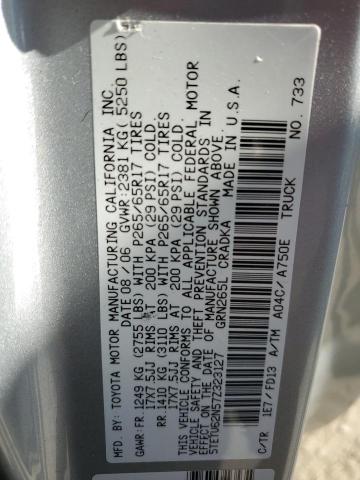 MFD. BY: TOYOTA MOTOR MANUFACTURING CALIFORNIA INC.
DATE: 08/06 GVWR: 2381 KG ( 5250 LBS)
GAWR: FR. 1249 KG (2755 LBS) WITH P265/65R17 TIRES
17X7.5JJ RIMS AT 200 KPA (29 PSI) COLD.
RR. 1410 KG (3110 LBS) WITH P265/65R17 TIRES
17X7.5JJ RIMS AT 200 KPA (29 PSI) COLD.
THIS VEHICLE CONFORMS TO ALL APPLICABLE FEDERAL MOTOR
VEHICLE SAFETY AND THEFT PREVENTION STANDARDS IN
EFFECT ON THE DATE OF MANUFACTURE SHOWN ABOVE.
5TETU62N57Z323127 TRUCK
GRN265L CRADKA MADE IN U.S.A.
C/TR 1E7 / FD13 A/TM A04C / A750E
NO. 733